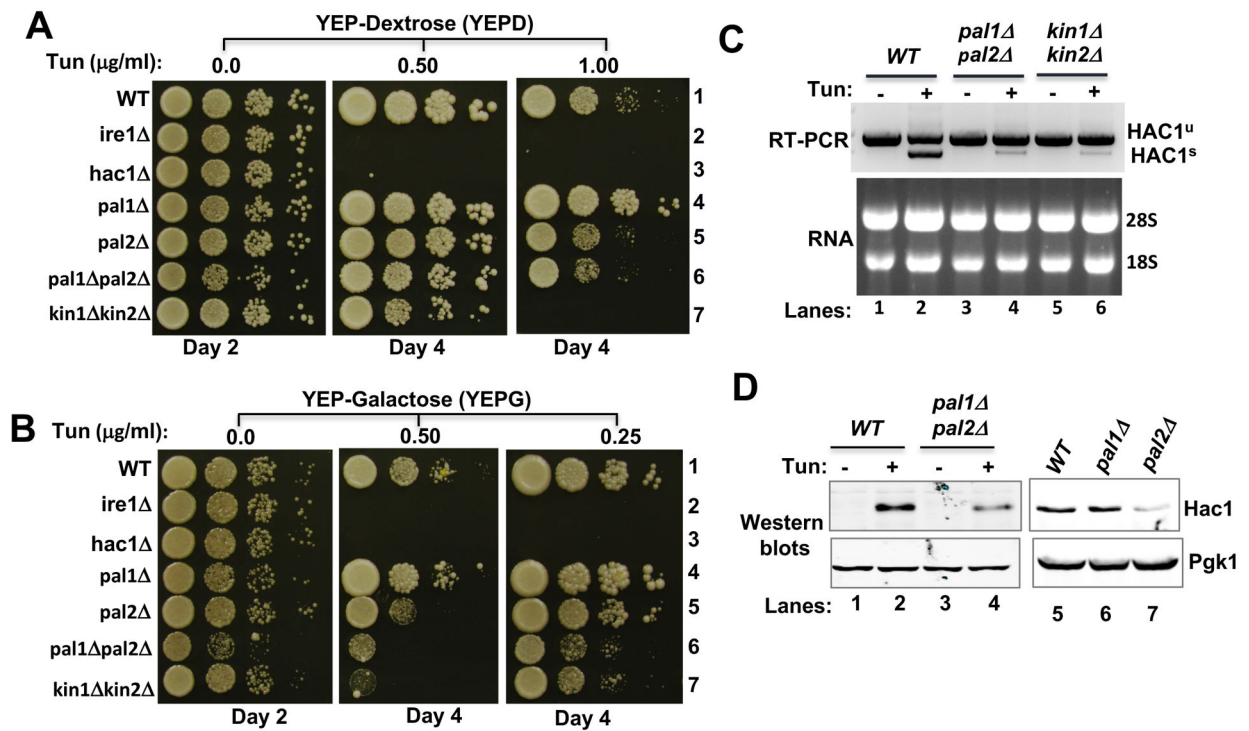 A
YEP-Dextrose (YEPD)
Tun (μg/ml): 0.0 0.50 1.00
WT 1
ire1Δ 2
hac1Δ 3
pal1Δ 4
pal2Δ 5
pal1Δpal2Δ 6
kin1Δkin2Δ 7
Day 2 Day 4 Day 4
B
YEP-Galactose (YEPG)
Tun (μg/ml): 0.0 0.50 0.25
WT 1
ire1Δ 2
hac1Δ 3
pal1Δ 4
pal2Δ 5
pal1Δpal2Δ 6
kin1Δkin2Δ 7
Day 2 Day 4 Day 4
C
pal1Δ kin1Δ
WT pal2Δ kin2Δ
Tun: - + - + - +
RT-PCR HAC1ᵘ
HAC1ˢ
28S
RNA
18S
Lanes: 1 2 3 4 5 6
D
pal1Δ
WT pal2Δ WT pal1Δ pal2Δ
Tun: - + - +
Hac1
Western
blots
Pgk1
Lanes: 1 2 3 4 5 6 7